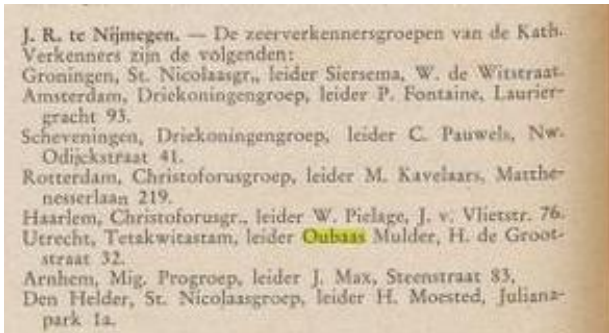 J. R. te Nijmegen. — De zeerverkennersgroepen van de Kath.
Verkenners zijn de volgenden:
Groningen, St. Nicolaasgr., leider Siersema, W. de Witstraat.
Amsterdam, Driekoningengroep, leider P. Fontaine, Laurier-
gracht 93.
Scheveningen, Driekoningengroep, leider C. Pauwels, Nw.
Odijckstraat 41.
Rotterdam, Christoforusgroep, leider M. Kavelaars, Matthe-
nesserlaan 219.
Haarlem, Christoforusgr., leider W. Pielage, J. v. Vlietstr. 76.
Utrecht, Tetakwitastam, leider Oubaas Mulder, H. de Groot-
straat 32.
Arnhem, Mig. Progroep, leider J. Max, Steenstraat 83.
Den Helder, St. Nicolaasgroep, leider H. Moested, Juliana-
park 1a.